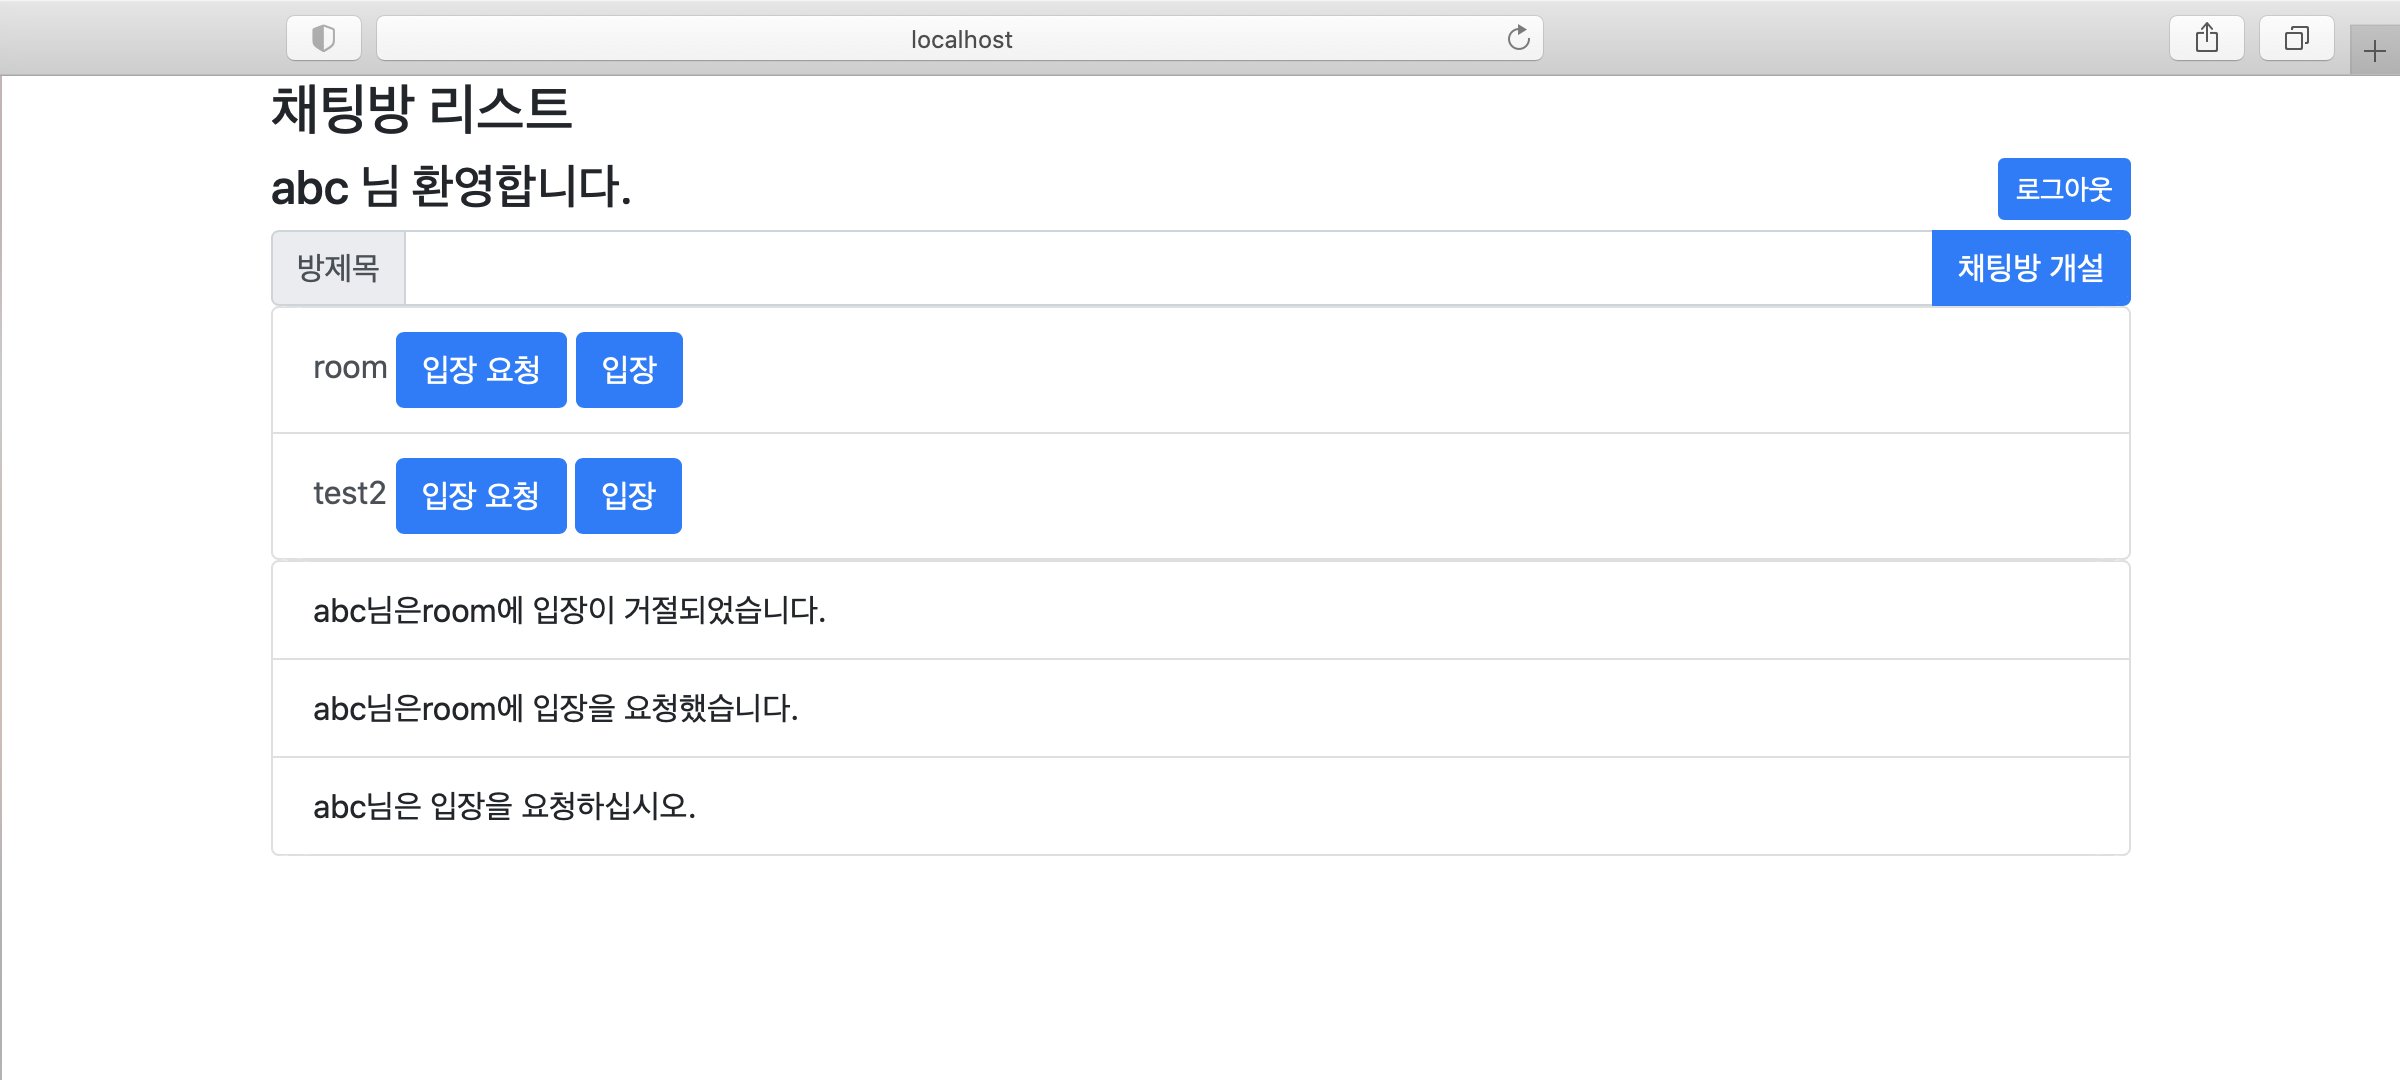 localhost
채팅방 리스트
abc 님 환영합니다.
로그아웃
방제목
채팅방 개설
room 입장 요청 입장
test2 입장 요청 입장
abc님은room에 입장이 거절되었습니다.
abc님은room에 입장을 요청했습니다.
abc님은 입장을 요청하십시오.